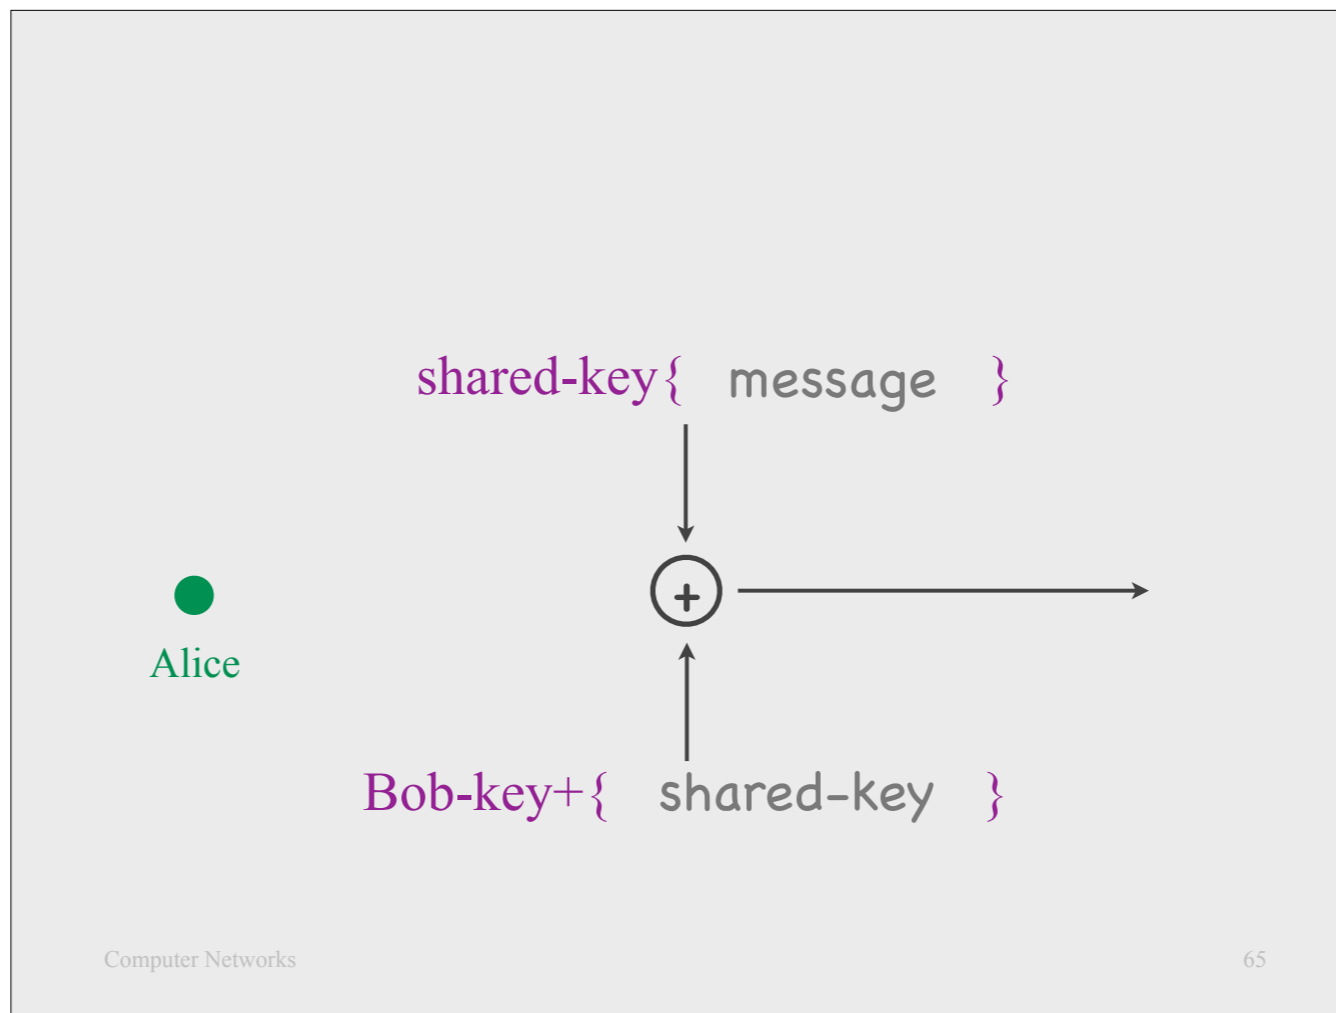 shared-key{ message }
+
Alice
Bob-key+{ shared-key }
Computer Networks 65